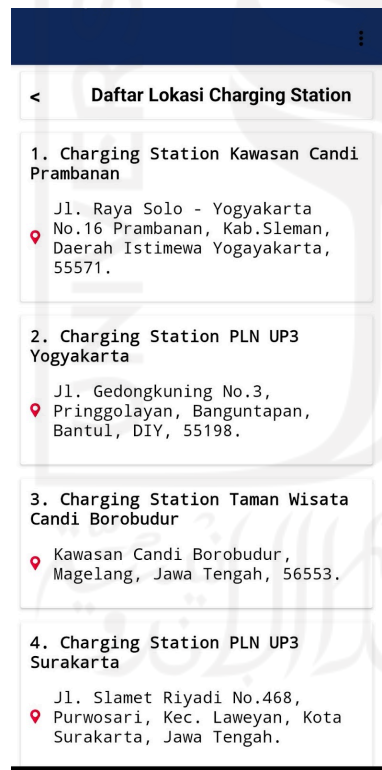 <
Daftar Lokasi Charging Station
1. Charging Station Kawasan Candi
Prambanan
Jl. Raya Solo - Yogyakarta
No.16 Prambanan, Kab.Sleman,
Daerah Istimewa Yogayakarta,
55571.
2. Charging Station PLN UP3
Yogyakarta
Jl. Gedongkuning No.3,
Pringgolayan, Banguntapan,
Bantul, DIY, 55198.
3. Charging Station Taman Wisata
Candi Borobudur
Kawasan Candi Borobudur,
Magelang, Jawa Tengah, 56553.
4. Charging Station PLN UP3
Surakarta
Jl. Slamet Riyadi No.468,
Purwosari, Kec. Laweyan, Kota
Surakarta, Jawa Tengah.